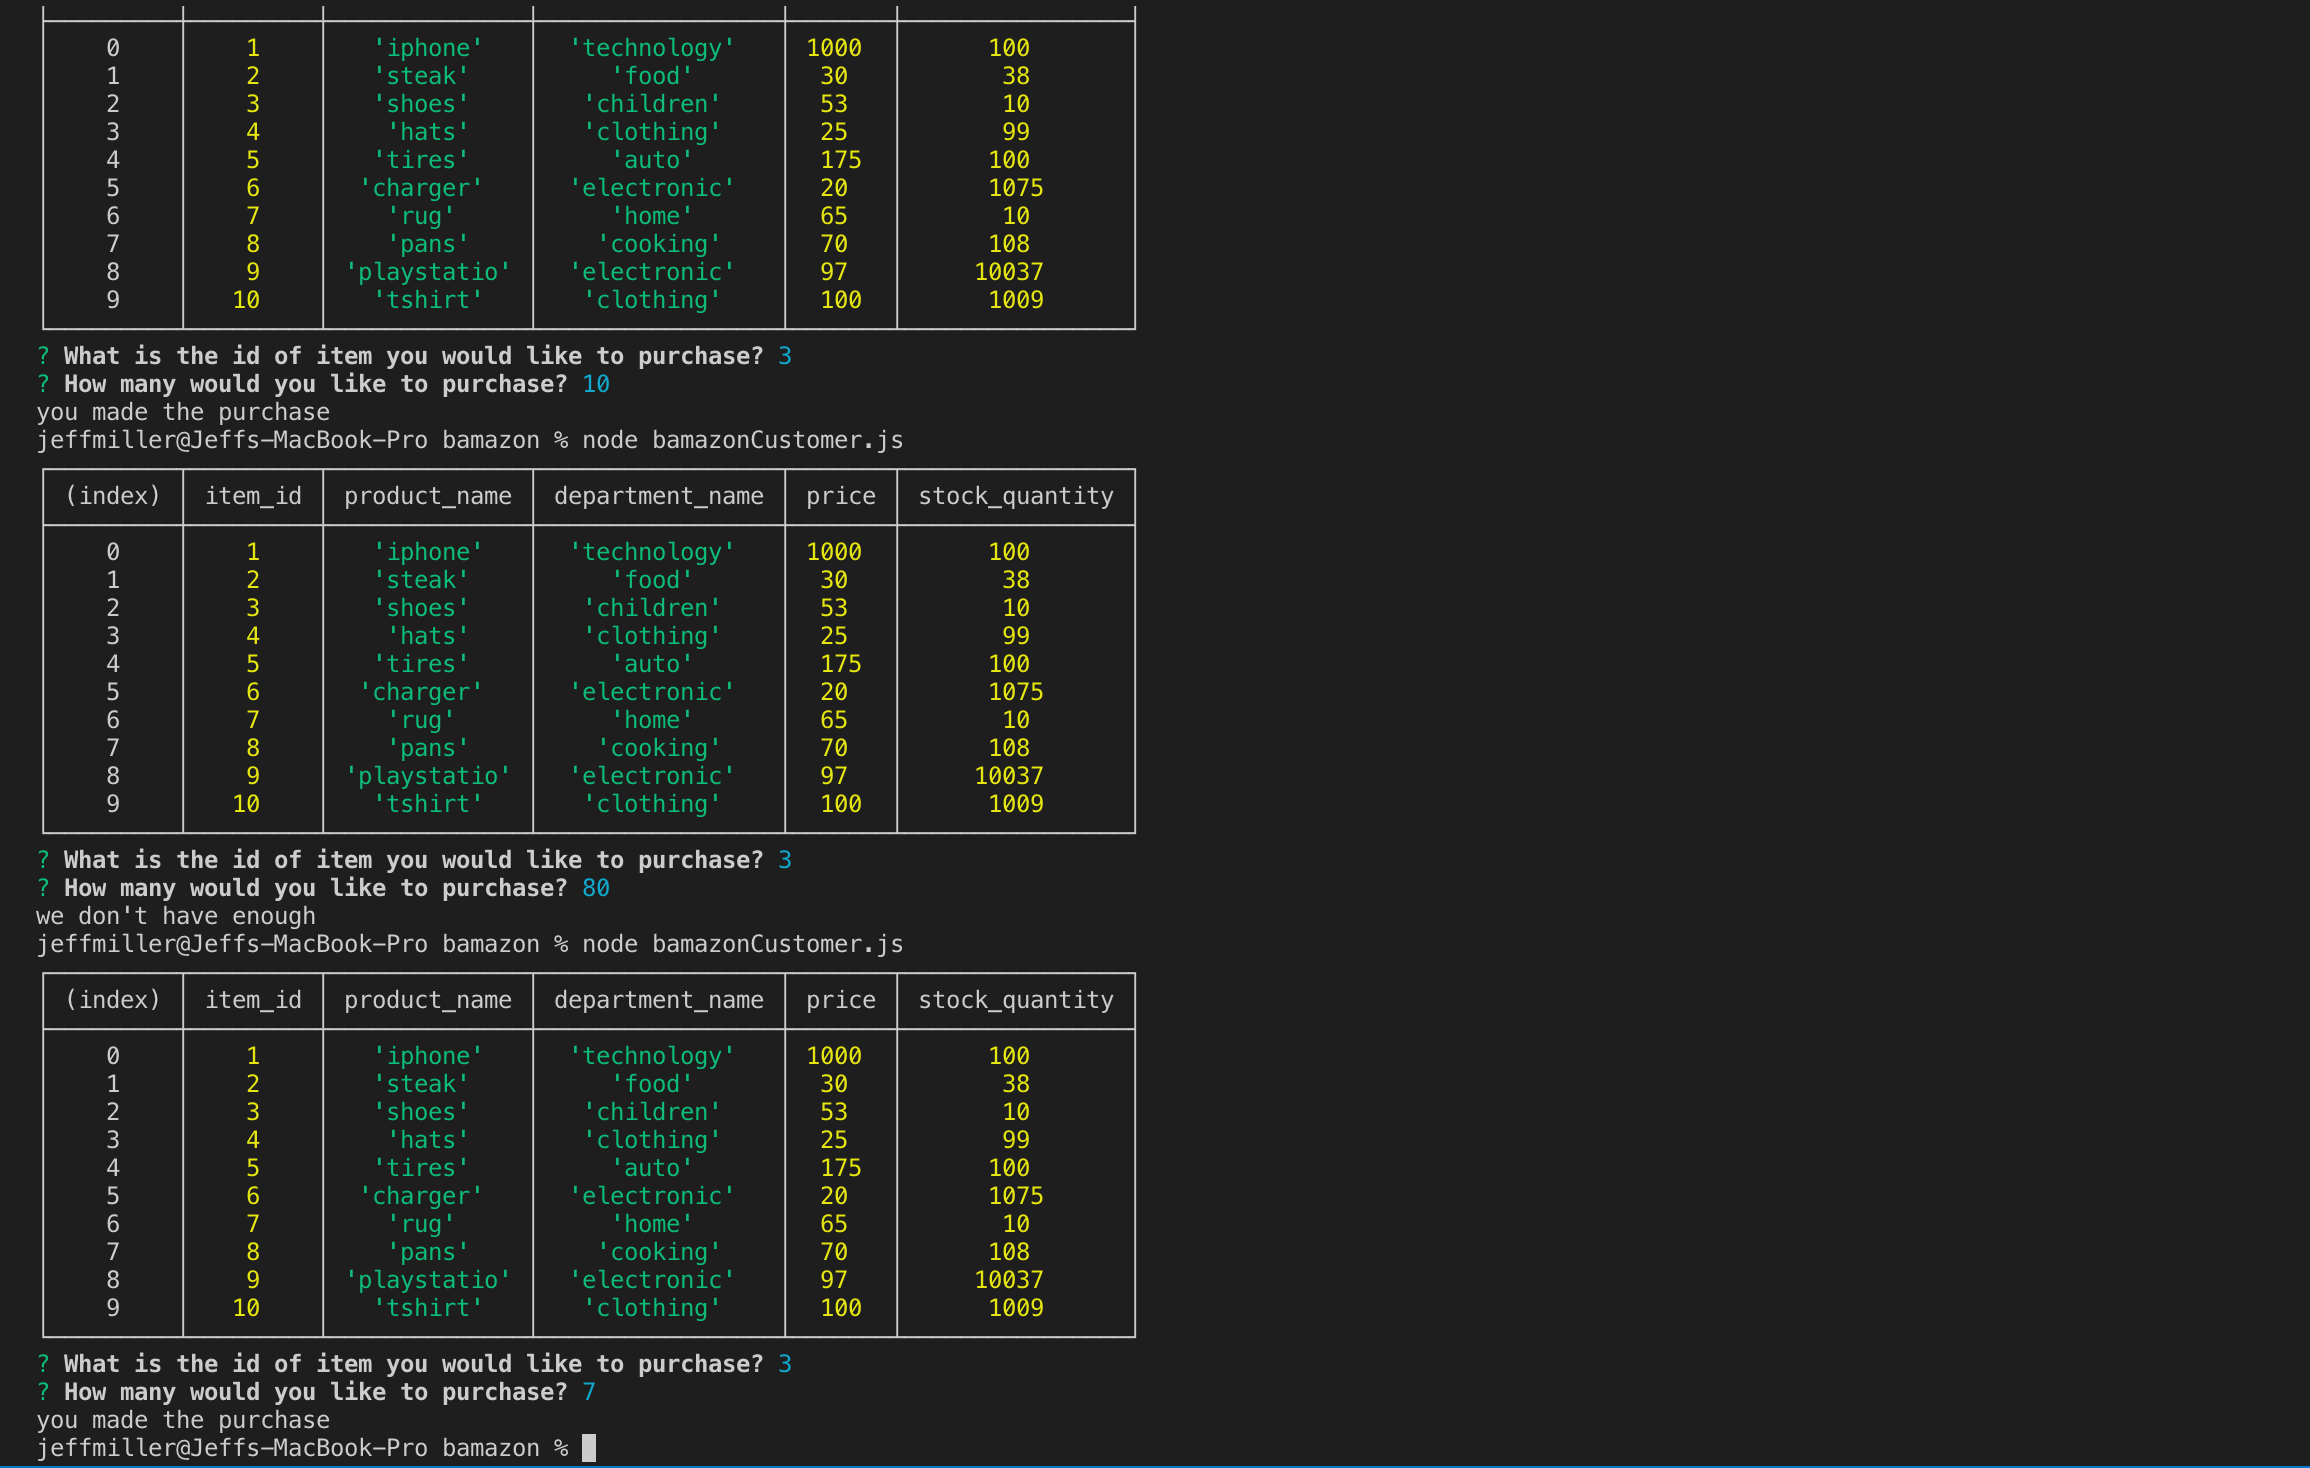 0 1 'iphone' 'technology' 1000 100
1 2 'steak' 'food' 30 38
2 3 'shoes' 'children' 53 10
3 4 'hats' 'clothing' 25 99
4 5 'tires' 'auto' 175 100
5 6 'charger' 'electronic' 20 1075
6 7 'rug' 'home' 65 10
7 8 'pans' 'cooking' 70 108
8 9 'playstatio' 'electronic' 97 10037
9 10 'tshirt' 'clothing' 100 1009
? What is the id of item you would like to purchase? 3
? How many would you like to purchase? 10
you made the purchase
jeffmiller@Jeffs-MacBook-Pro bamazon % node bamazonCustomer.js
(index) item_id product_name department_name price stock_quantity
0 1 'iphone' 'technology' 1000 100
1 2 'steak' 'food' 30 38
2 3 'shoes' 'children' 53 10
3 4 'hats' 'clothing' 25 99
4 5 'tires' 'auto' 175 100
5 6 'charger' 'electronic' 20 1075
6 7 'rug' 'home' 65 10
7 8 'pans' 'cooking' 70 108
8 9 'playstatio' 'electronic' 97 10037
9 10 'tshirt' 'clothing' 100 1009
? What is the id of item you would like to purchase? 3
? How many would you like to purchase? 80
we don't have enough
jeffmiller@Jeffs-MacBook-Pro bamazon % node bamazonCustomer.js
(index) item_id product_name department_name price stock_quantity
0 1 'iphone' 'technology' 1000 100
1 2 'steak' 'food' 30 38
2 3 'shoes' 'children' 53 10
3 4 'hats' 'clothing' 25 99
4 5 'tires' 'auto' 175 100
5 6 'charger' 'electronic' 20 1075
6 7 'rug' 'home' 65 10
7 8 'pans' 'cooking' 70 108
8 9 'playstatio' 'electronic' 97 10037
9 10 'tshirt' 'clothing' 100 1009
? What is the id of item you would like to purchase? 3
? How many would you like to purchase? 7
you made the purchase
jeffmiller@Jeffs-MacBook-Pro bamazon %